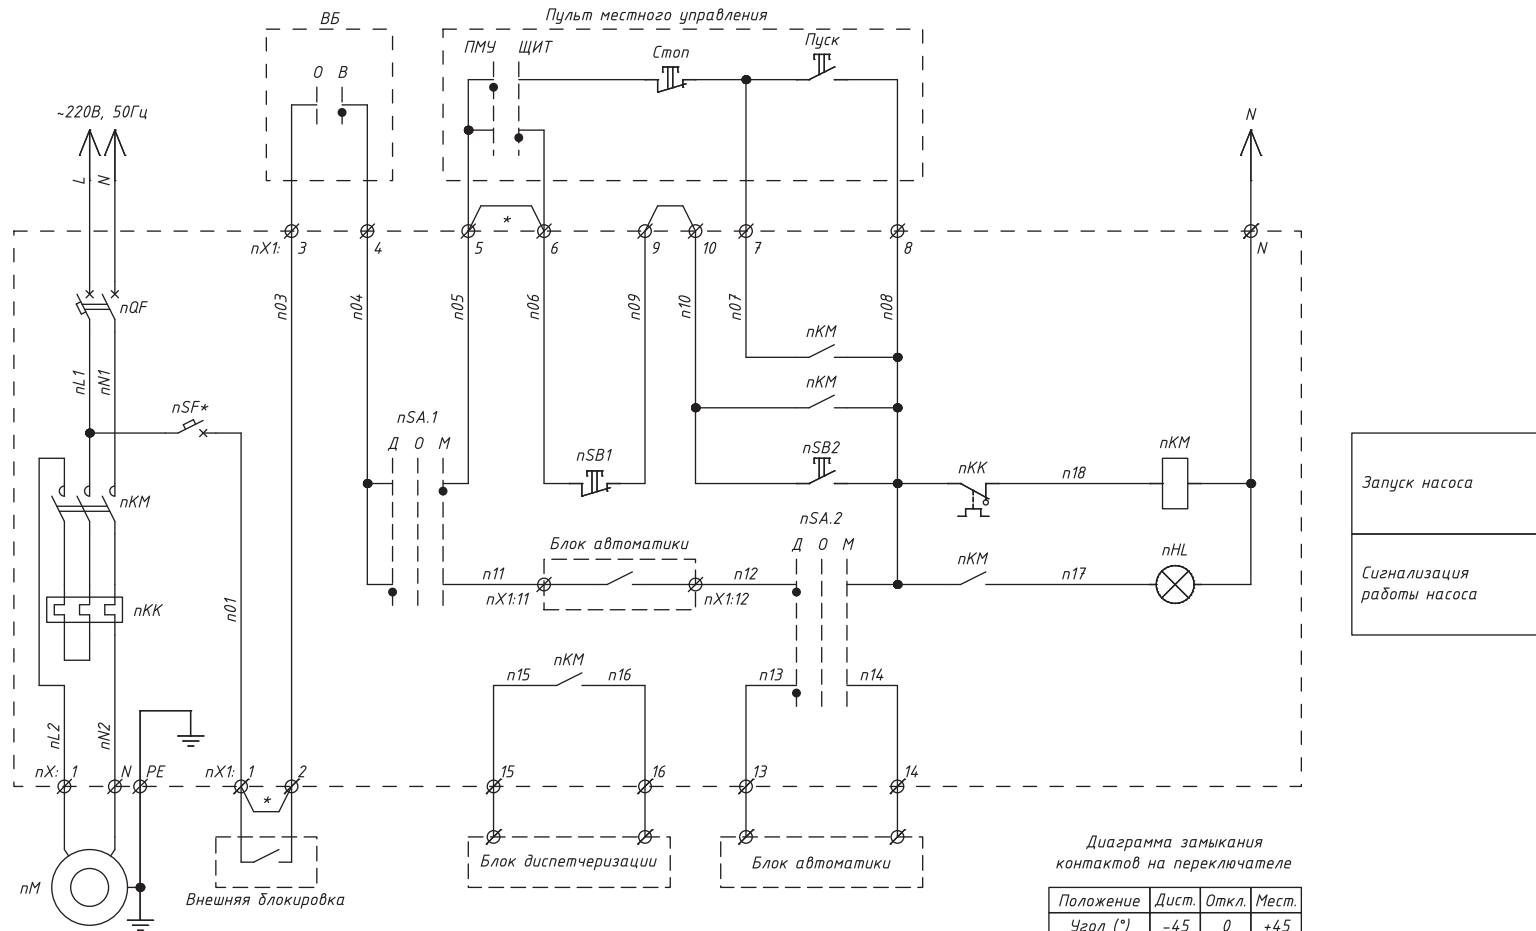 ВБ
Пульт местного управления
О В
ПМУ ЩИТ
Стоп
Пуск
~220В, 50Гц
L
N
N
*
nX1: 3
4
5
6
9
10
7
8
N
nQF
n03
n04
n05
n06
n09
n10
n07
n08
nKM
nKM
nL1
nN1
nSF*
nSA.1
Д О М
nSB1
nSB2
nKK
n18
nKM
Запуск насоса
nKM
nSA.2
Д О М
Блок автоматики
n11
nX1:11
n12
nX1:12
nKM
n17
nHL
Сигнализация
работы насоса
nKK
n01
n15
nKM
n16
n13
n14
nL2
nN2
nX: 1
N
PE
nX1: 1
2
*
15
16
13
14
nM
Внешняя блокировка
Блок диспетчеризации
Блок автоматики
Диаграмма замыкания
контактов на переключателе
Положение Дист. Откл. Мест.
Угол (°) -45 0 +45